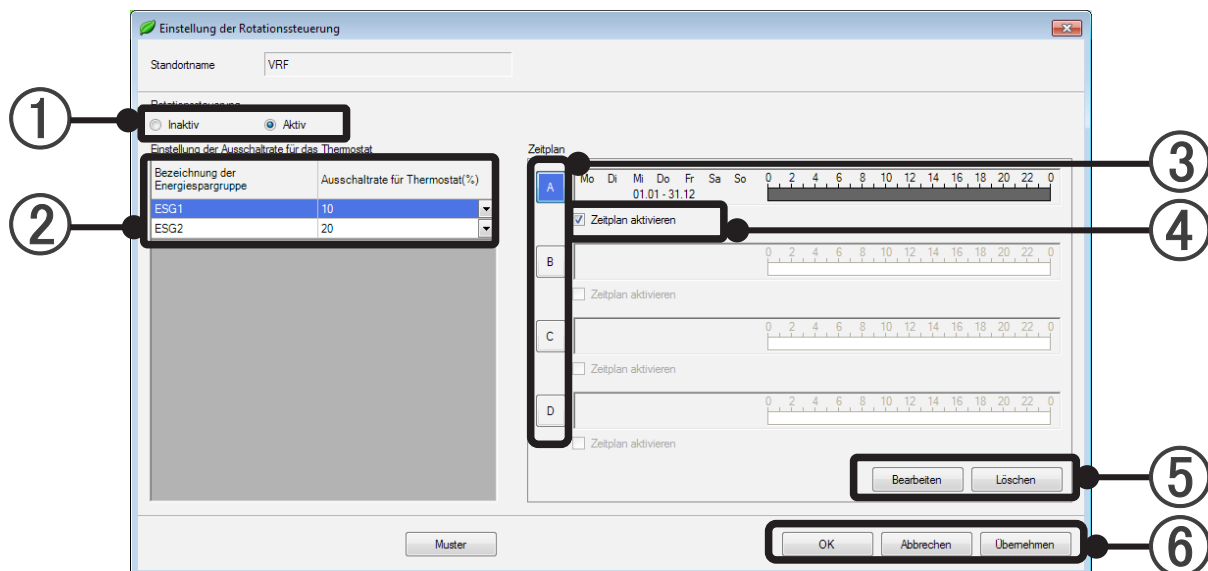 Einstellung der Rotationssteuerung
Standortname VRF
Rotationssteuerung
① Inaktiv Aktiv
Einstellung der Ausschaltrate für das Thermostat
Bezeichnung der Energiespargruppe Ausschaltrate für Thermostat(%)
ESG1 10
② ESG2 20
Zeitplan
③
A Mo Di Mi Do Fr Sa So 0 2 4 6 8 10 12 14 16 18 20 22 0
01.01 - 31.12
Zeitplan aktivieren ④
B 0 2 4 6 8 10 12 14 16 18 20 22 0
Zeitplan aktivieren
C 0 2 4 6 8 10 12 14 16 18 20 22 0
Zeitplan aktivieren
D 0 2 4 6 8 10 12 14 16 18 20 22 0
Zeitplan aktivieren
Bearbeiten Löschen ⑤
Muster OK Abbrechen Übernehmen ⑥